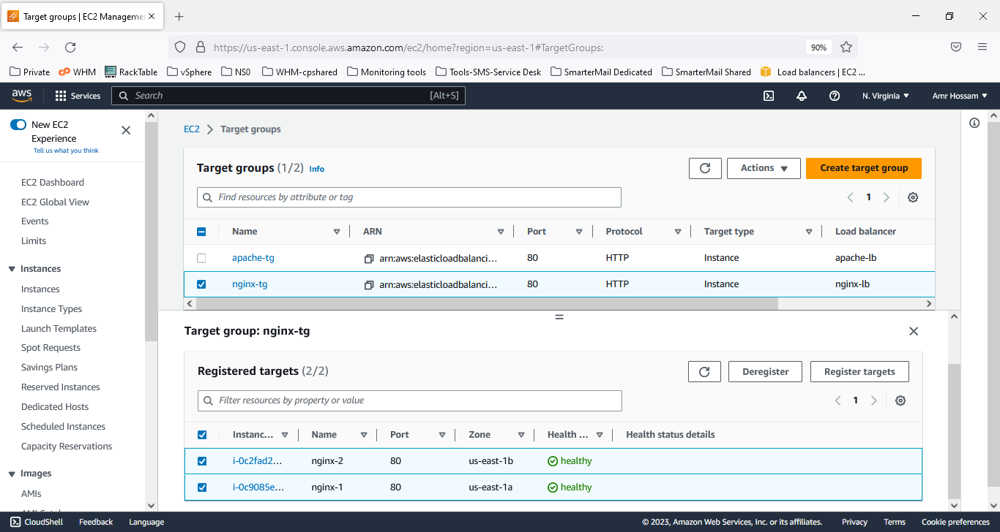 Target groups | EC2 Manageme
https://us-east-1.console.aws.amazon.com/ec2/home?region=us-east-1#TargetGroups:
90%
Private WHM RackTable vSphere NS0 WHM-cpshared Monitoring tools Tools-SMS-Service Desk SmarterMail Dedicated SmarterMail Shared Load balancers | EC2 ...
aws Services Search [Alt+S] N. Virginia Amr Hossam
New EC2
Experience
Tell us what you think
EC2 Dashboard
EC2 Global View
Events
Limits
Instances
Instances
Instance Types
Launch Templates
Spot Requests
Savings Plans
Reserved Instances
Dedicated Hosts
Scheduled Instances
Capacity Reservations
Images
AMIs
EC2 > Target groups
Target groups (1/2) Info
Actions
Create target group
Find resources by attribute or tag
1
Name ARN Port Protocol Target type Load balancer
apache-tg arn:aws:elasticloadbalanci... 80 HTTP Instance apache-lb
nginx-tg arn:aws:elasticloadbalanci... 80 HTTP Instance nginx-lb
Target group: nginx-tg
Registered targets (2/2)
Deregister
Register targets
Filter resources by property or value
1
Instanc... Name Port Zone Health ... Health status details
i-0c2fad2... nginx-2 80 us-east-1b healthy
i-0c9085e... nginx-1 80 us-east-1a healthy
CloudShell Feedback Language © 2023, Amazon Web Services, Inc. or its affiliates. Privacy Terms Cookie preferences